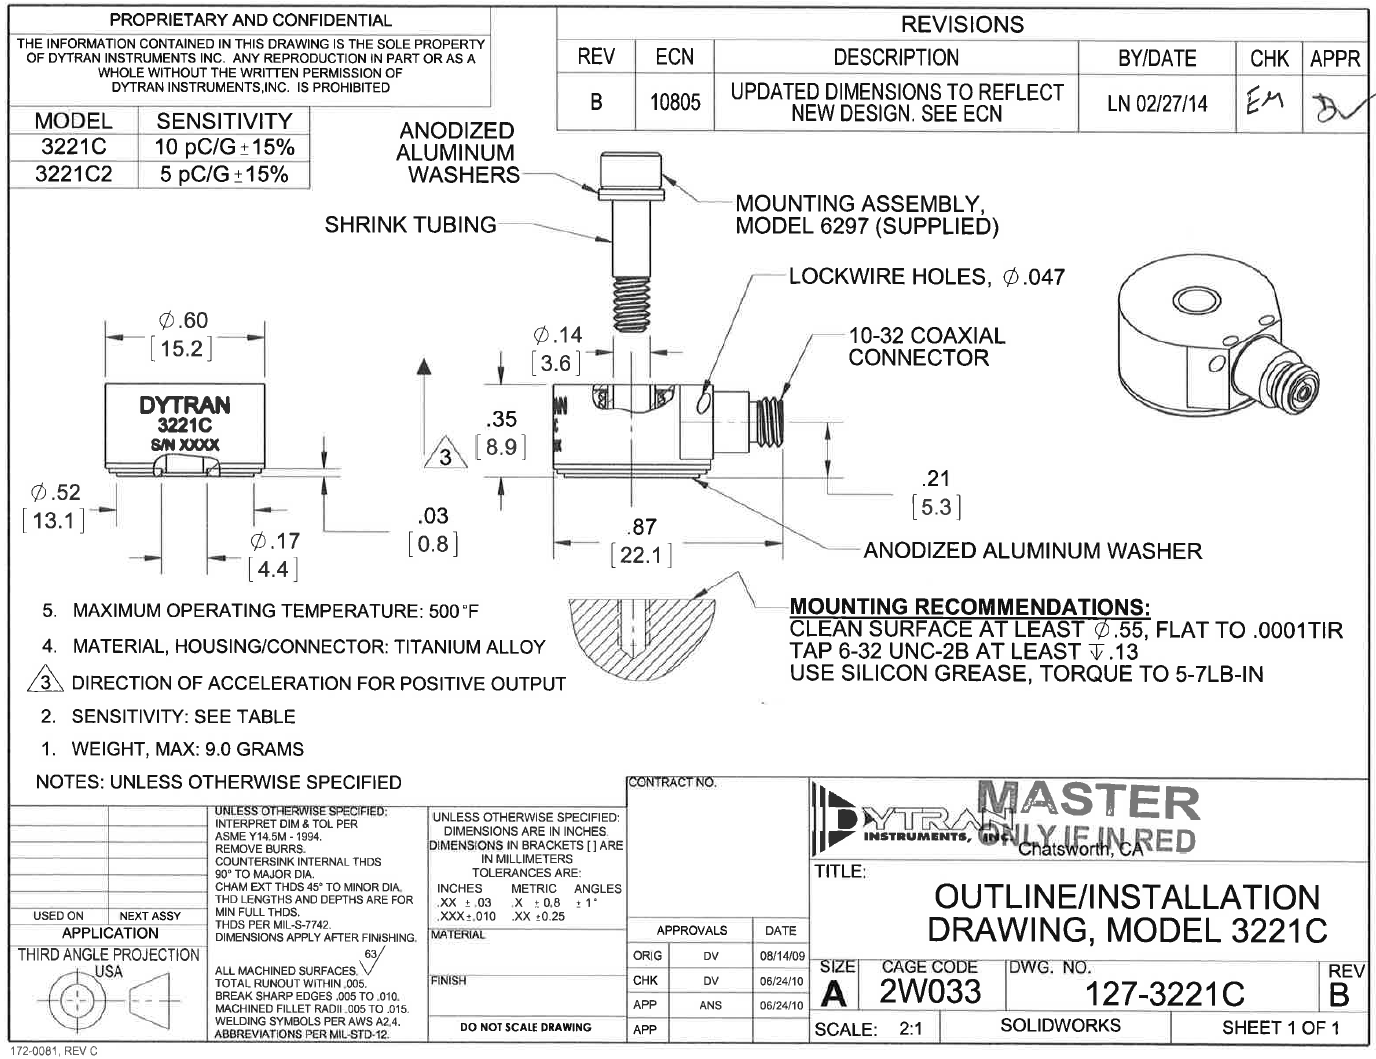 PROPRIETARY AND CONFIDENTIAL
THE INFORMATION CONTAINED IN THIS DRAWING IS THE SOLE PROPERTY
OF DYTRAN INSTRUMENTS INC. ANY REPRODUCTION IN PART OR AS A
WHOLE WITHOUT THE WRITTEN PERMISSION OF
DYTRAN INSTRUMENTS,INC. IS PROHIBITED
REVISIONS
REV ECN DESCRIPTION BY/DATE CHK APPR
B 10805 UPDATED DIMENSIONS TO REFLECT
NEW DESIGN. SEE ECN
LN 02/27/14 EM DV
MODEL SENSITIVITY
3221C 10 pC/G ±15%
3221C2 5 pC/G ±15%
ANODIZED
ALUMINUM
WASHERS
SHRINK TUBING
MOUNTING ASSEMBLY,
MODEL 6297 (SUPPLIED)
LOCKWIRE HOLES, ∅.047
10-32 COAXIAL
CONNECTOR
∅.60
[15.2]
∅.14
[3.6]
DYTRAN
3221C
S/N XXXX
.35
[8.9]
3
∅.52
[13.1]
∅.17
[4.4]
.03
[0.8]
.87
[22.1]
.21
[5.3]
ANODIZED ALUMINUM WASHER
MOUNTING RECOMMENDATIONS:
CLEAN SURFACE AT LEAST ∅.55, FLAT TO .0001TIR
TAP 6-32 UNC-2B AT LEAST ↧.13
USE SILICON GREASE, TORQUE TO 5-7LB-IN
5. MAXIMUM OPERATING TEMPERATURE: 500°F
4. MATERIAL, HOUSING/CONNECTOR: TITANIUM ALLOY
3 DIRECTION OF ACCELERATION FOR POSITIVE OUTPUT
2. SENSITIVITY: SEE TABLE
1. WEIGHT, MAX: 9.0 GRAMS
NOTES: UNLESS OTHERWISE SPECIFIED
USED ON NEXT ASSY
APPLICATION
THIRD ANGLE PROJECTION
USA
UNLESS OTHERWISE SPECIFIED:
INTERPRET DIM & TOL PER
ASME Y14.5M - 1994.
REMOVE BURRS.
COUNTERSINK INTERNAL THDS
90° TO MAJOR DIA.
CHAM EXT THDS 45° TO MINOR DIA.
THD LENGTHS AND DEPTHS ARE FOR
MIN FULL THDS.
THDS PER MIL-S-7742.
DIMENSIONS APPLY AFTER FINISHING.
63
ALL MACHINED SURFACES.
TOTAL RUNOUT WITHIN .005.
BREAK SHARP EDGES .005 TO .010.
MACHINED FILLET RADII .005 TO .015.
WELDING SYMBOLS PER AWS A2.4.
ABBREVIATIONS PER MIL-STD-12.
UNLESS OTHERWISE SPECIFIED:
DIMENSIONS ARE IN INCHES.
DIMENSIONS IN BRACKETS [ ] ARE
IN MILLIMETERS
TOLERANCES ARE:
INCHES METRIC ANGLES
.XX ± .03 .X ± 0.8 ± 1°
.XXX±.010 .XX ±0.25
MATERIAL
FINISH
DO NOT SCALE DRAWING
CONTRACT NO.
APPROVALS DATE
ORIG DV 08/14/09
CHK DV 06/24/10
APP ANS 06/24/10
APP
DYTRAN
INSTRUMENTS, INC.
Chatsworth, CA
MASTER
ONLY IF IN RED
TITLE:
OUTLINE/INSTALLATION
DRAWING, MODEL 3221C
SIZE CAGE CODE DWG. NO. REV
A 2W033 127-3221C B
SCALE: 2:1 SOLIDWORKS SHEET 1 OF 1
172-0081, REV C